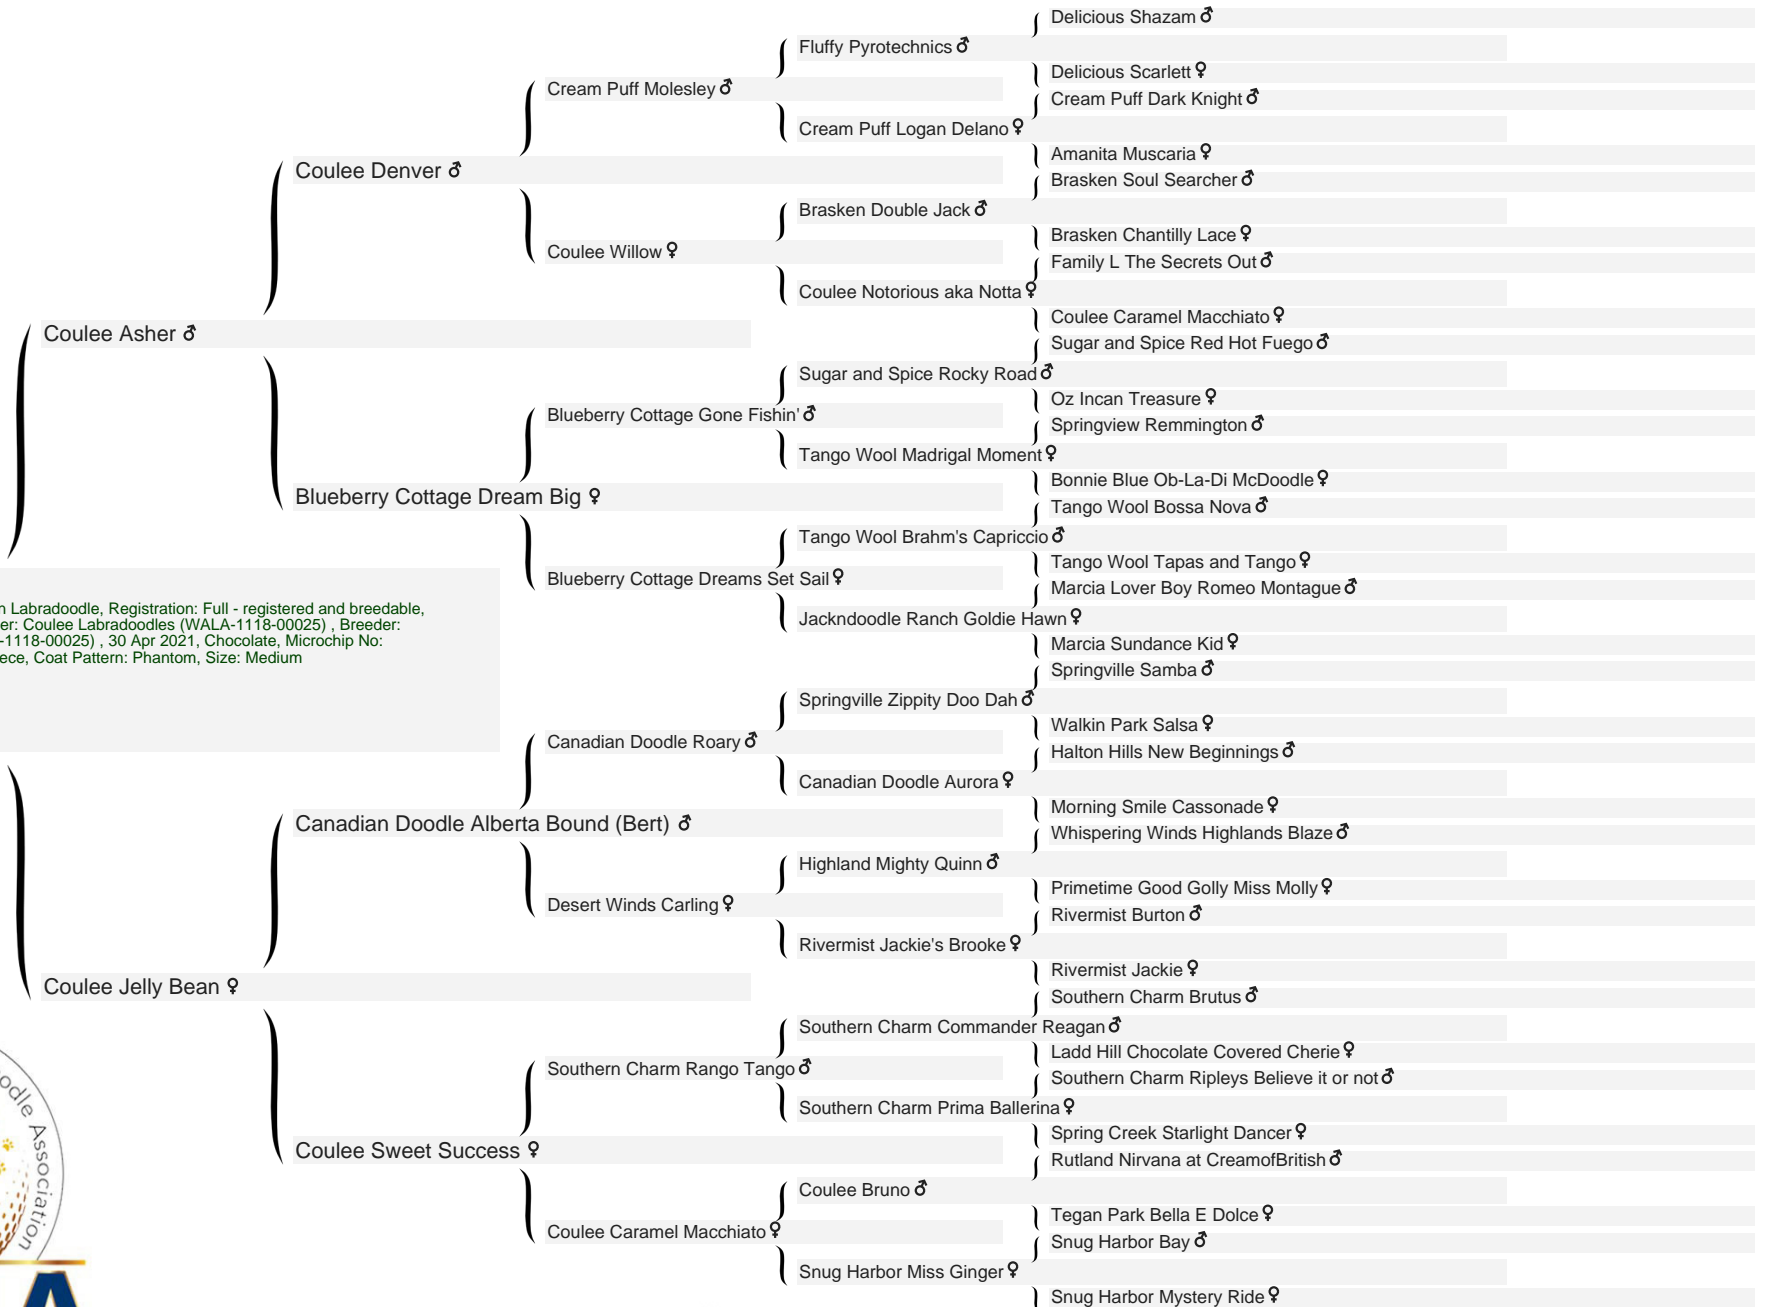 Delicious Shazam ♂
Fluffy Pyrotechnics ♂
Delicious Scarlett ♀
Cream Puff Molesley ♂
Cream Puff Dark Knight ♂
Cream Puff Logan Delano ♀
Amanita Muscaria ♀
Coulee Denver ♂
Brasken Soul Searcher ♂
Brasken Double Jack ♂
Brasken Chantilly Lace ♀
Coulee Willow ♀
Family L The Secrets Out ♂
Coulee Notorious aka Notta ♀
Coulee Caramel Macchiato ♀
Coulee Asher ♂
Sugar and Spice Red Hot Fuego ♂
Sugar and Spice Rocky Road ♂
Oz Incan Treasure ♀
Blueberry Cottage Gone Fishin' ♂
Springview Remmington ♂
Tango Wool Madrigal Moment ♀
Bonnie Blue Ob-La-Di McDoodle ♀
Blueberry Cottage Dream Big ♀
Tango Wool Bossa Nova ♂
Tango Wool Brahm's Capriccio ♂
Tango Wool Tapas and Tango ♀
Blueberry Cottage Dreams Set Sail ♀
Marcia Lover Boy Romeo Montague ♂
Jackndoodle Ranch Goldie Hawn ♀
Marcia Sundance Kid ♀
h Labradoodle, Registration: Full - registered and breedable,
er: Coulee Labradoodles (WALA-1118-00025) , Breeder:
-1118-00025) , 30 Apr 2021, Chocolate, Microchip No:
ece, Coat Pattern: Phantom, Size: Medium
Springville Samba ♂
Springville Zippity Doo Dah ♂
Walkin Park Salsa ♀
Canadian Doodle Roary ♂
Halton Hills New Beginnings ♂
Canadian Doodle Aurora ♀
Morning Smile Cassonade ♀
Canadian Doodle Alberta Bound (Bert) ♂
Whispering Winds Highlands Blaze ♂
Highland Mighty Quinn ♂
Primetime Good Golly Miss Molly ♀
Desert Winds Carling ♀
Rivermist Burton ♂
Rivermist Jackie's Brooke ♀
Rivermist Jackie ♀
Coulee Jelly Bean ♀
Southern Charm Brutus ♂
Southern Charm Commander Reagan ♂
Ladd Hill Chocolate Covered Cherie ♀
Southern Charm Rango Tango ♂
Southern Charm Ripleys Believe it or not ♂
Southern Charm Prima Ballerina ♀
Spring Creek Starlight Dancer ♀
Coulee Sweet Success ♀
Rutland Nirvana at CreamofBritish ♂
Coulee Bruno ♂
Tegan Park Bella E Dolce ♀
Coulee Caramel Macchiato ♀
Snug Harbor Bay ♂
Snug Harbor Miss Ginger ♀
Snug Harbor Mystery Ride ♀
oodle Association
A